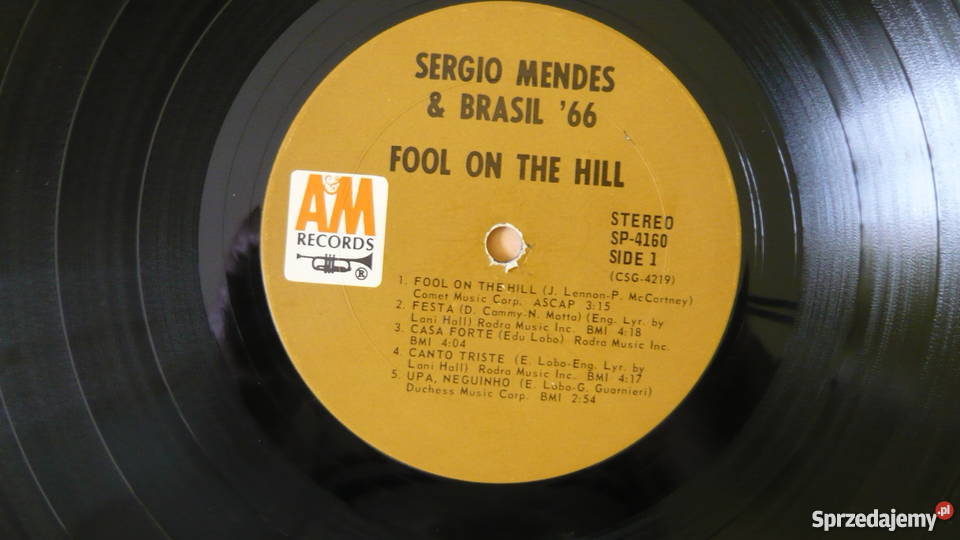 SERGIO MENDES
& BRASIL '66
FOOL ON THE HILL
A&M
RECORDS
®
STEREO
SP-4160
SIDE 1
(CSG-4219)
1. FOOL ON THE HILL (J. Lennon-P. McCartney)
Comet Music Corp. ASCAP 3:15
2. FESTA (D. Cammy-N. Motta) (Eng. Lyr. by
Lani Hall) Rodra Music Inc. BMI 4:18
3. CASA FORTE (Edu Lobo) Rodra Music Inc.
BMI 4:04
4. CANTO TRISTE (E. Lobo-Eng. Lyr. by
Lani Hall) Rodra Music Inc. BMI 4:17
5. UPA, NEGUINHO (E. Lobo-G. Guarnieri)
Duchess Music Corp. BMI 2:54
Sprzedajemy.pl